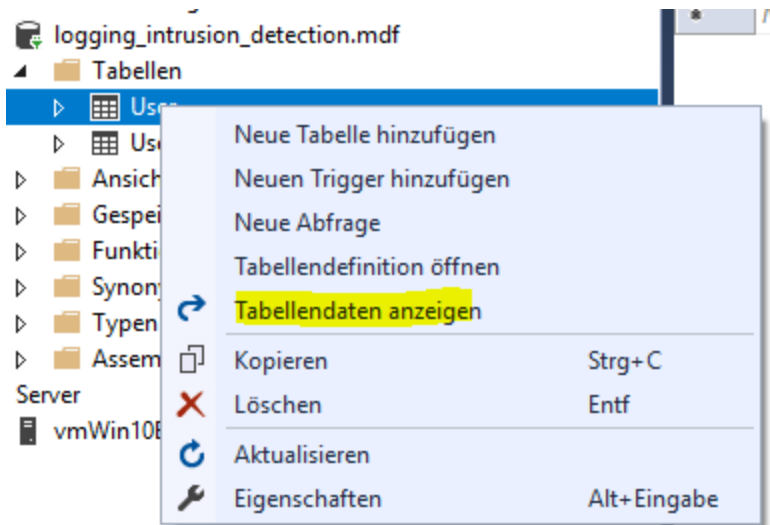 logging_intrusion_detection.mdf
Tabellen
Neue Tabelle hinzufügen
Neuen Trigger hinzufügen
Neue Abfrage
Tabellendefinition öffnen
Tabellendaten anzeigen
Typen
Kopieren Strg+C
Server
Löschen Entf
Aktualisieren
Eigenschaften Alt+Eingabe